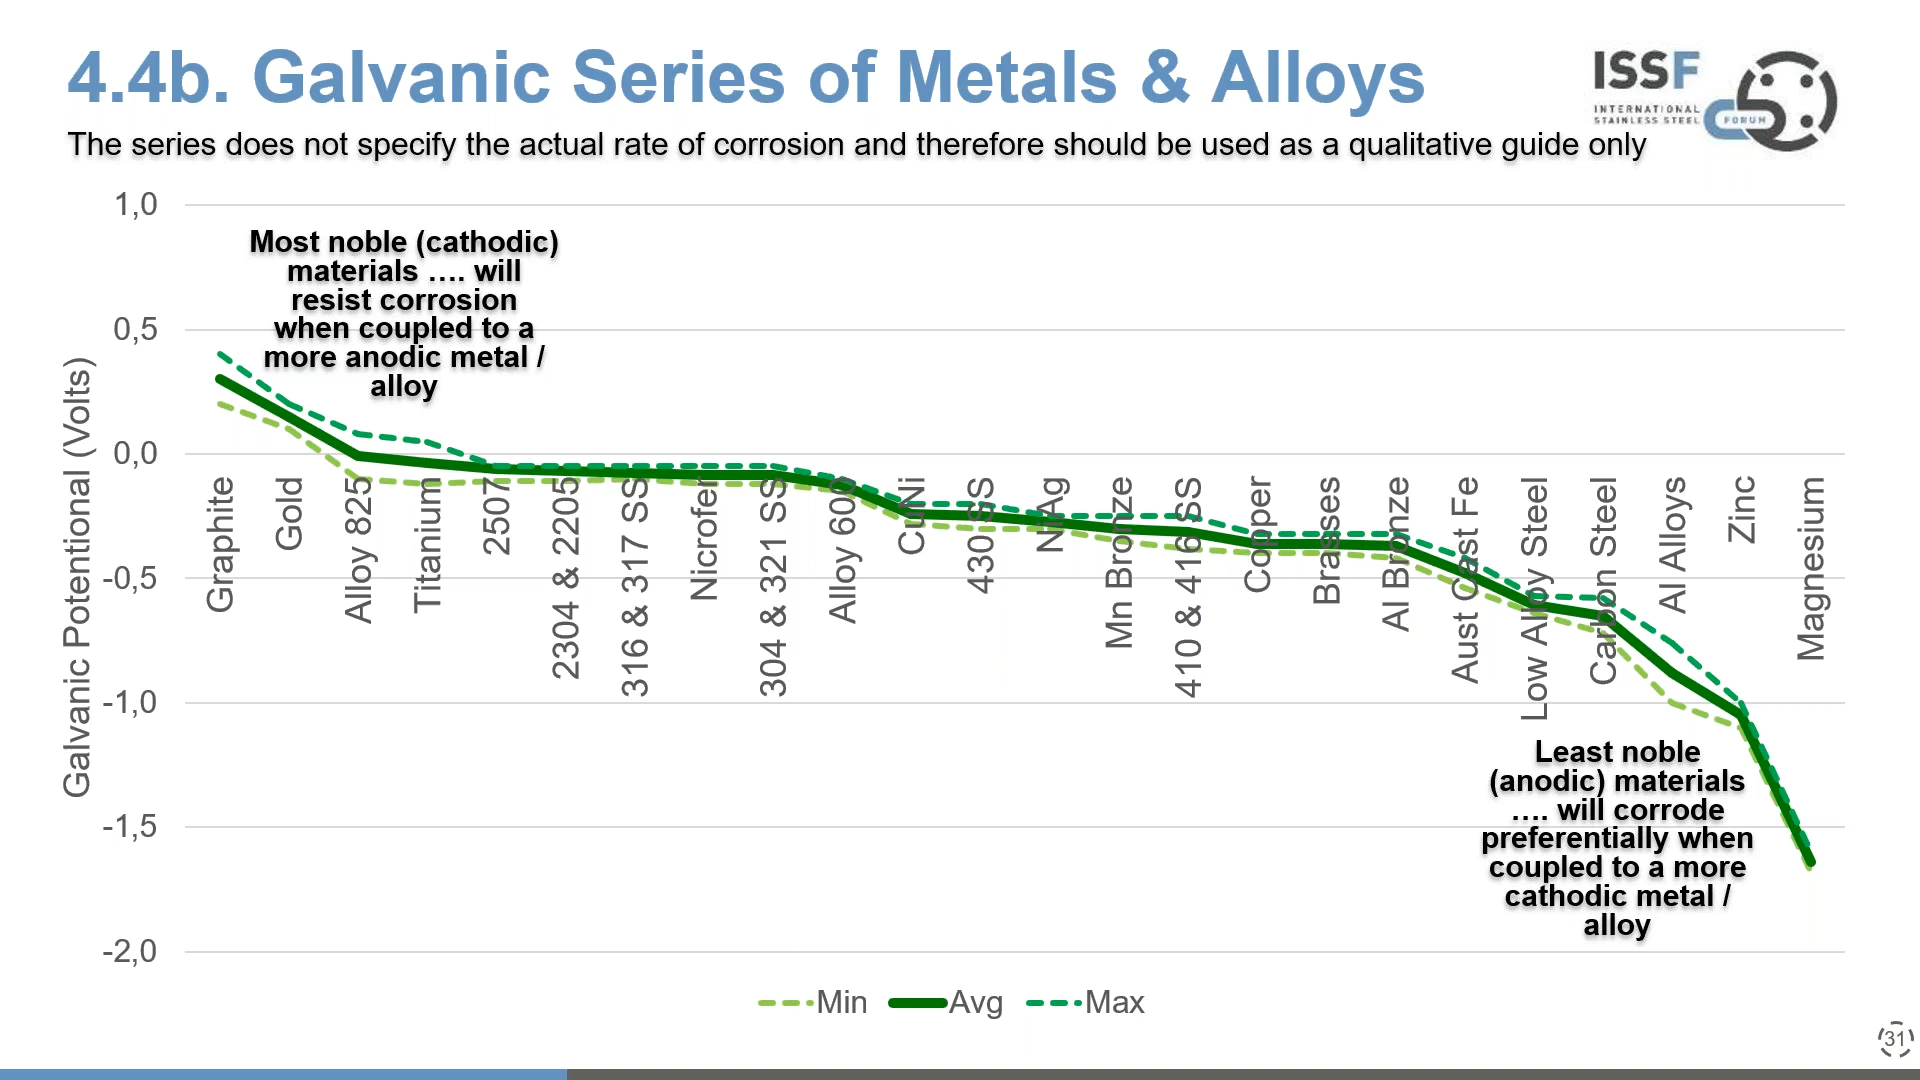 4.4b. Galvanic Series of Metals & Alloys
ISSF
INTERNATIONAL
STAINLESS STEEL
FORUM
The series does not specify the actual rate of corrosion and therefore should be used as a qualitative guide only
Galvanic Potentional (Volts)
1,0
0,5
0,0
-0,5
-1,0
-1,5
-2,0
Most noble (cathodic)
materials .... will
resist corrosion
when coupled to a
more anodic metal /
alloy
Graphite
Gold
Alloy 825
Titanium
2507
2304 & 2205
316 & 317 SS
Nicrofer
304 & 321 SS
Alloy 600
CuNi
430 SS
NiAg
Mn Bronze
410 & 416 SS
Copper
Brasses
Al Bronze
Aust Cast Fe
Low Alloy Steel
Carbon Steel
Al Alloys
Zinc
Magnesium
Least noble
(anodic) materials
.... will corrode
preferentially when
coupled to a more
cathodic metal /
alloy
Min
Avg
Max
31